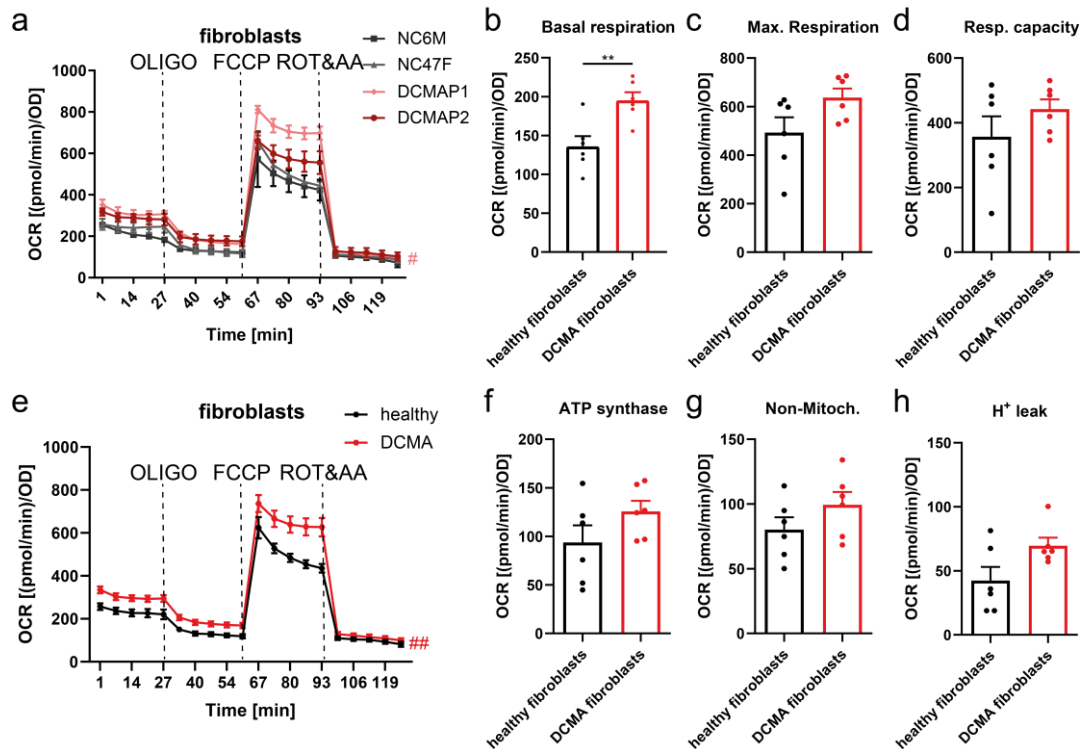 a
fibroblasts
NC6M
NC47F
DCMAP1
DCMAP2
OLIGO FCCP ROT&AA
OCR [(pmol/min)/OD]
1000
800
600
400
200
0
#
1 14 27 40 54 67 80 93 106 119
Time [min]
b
Basal respiration
**
OCR [(pmol/min)/OD]
250
200
150
100
50
0
healthy fibroblasts
DCMA fibroblasts
c
Max. Respiration
OCR [(pmol/min)/OD]
800
600
400
200
0
healthy fibroblasts
DCMA fibroblasts
d
Resp. capacity
OCR [(pmol/min)/OD]
600
400
200
0
healthy fibroblasts
DCMA fibroblasts
e
fibroblasts
healthy
DCMA
OLIGO FCCP ROT&AA
OCR [(pmol/min)/OD]
1000
800
600
400
200
0
##
1 14 27 40 54 67 80 93 106 119
Time [min]
f
ATP synthase
OCR [(pmol/min)/OD]
200
150
100
50
0
healthy fibroblasts
DCMA fibroblasts
g
Non-Mitoch.
OCR [(pmol/min)/OD]
150
100
50
0
healthy fibroblasts
DCMA fibroblasts
h
H⁺ leak
OCR [(pmol/min)/OD]
150
100
50
0
healthy fibroblasts
DCMA fibroblasts